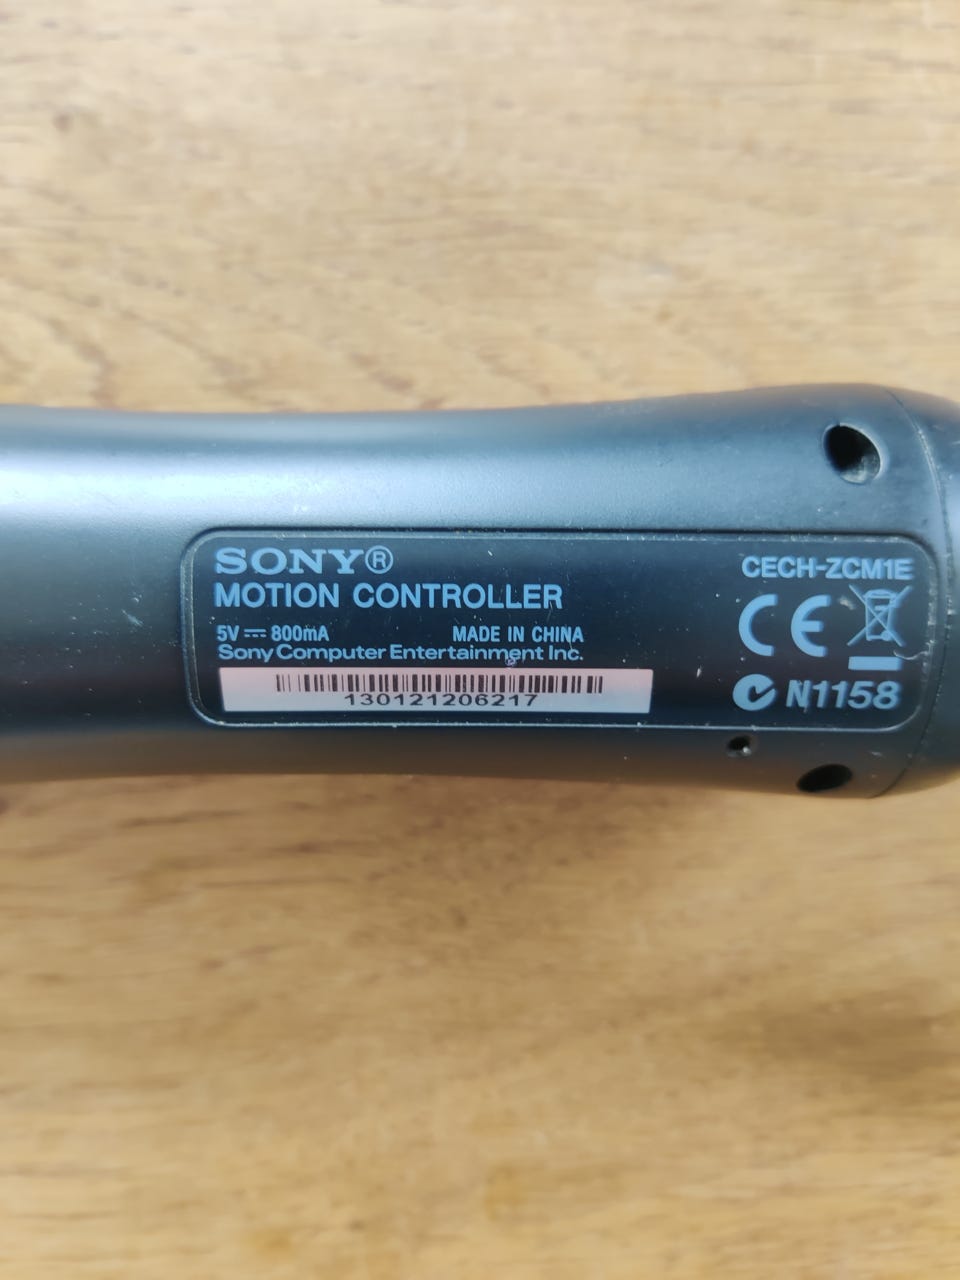 SONY®
MOTION CONTROLLER
5V ⎓ 800mA MADE IN CHINA
Sony Computer Entertainment Inc.
130121206217
CECH-ZCM1E
CE
N1158